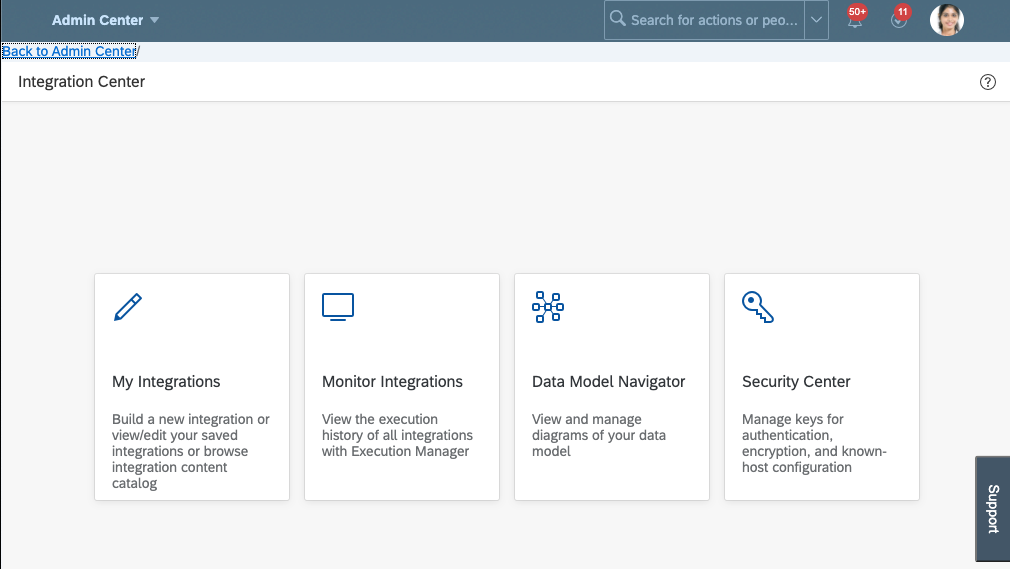 Admin Center
Search for actions or peo...
50+
11
Back to Admin Center/
Integration Center
?
My Integrations
Build a new integration or
view/edit your saved
integrations or browse
integration content
catalog
Monitor Integrations
View the execution
history of all integrations
with Execution Manager
Data Model Navigator
View and manage
diagrams of your data
model
Security Center
Manage keys for
authentication,
encryption, and known-
host configuration
Support